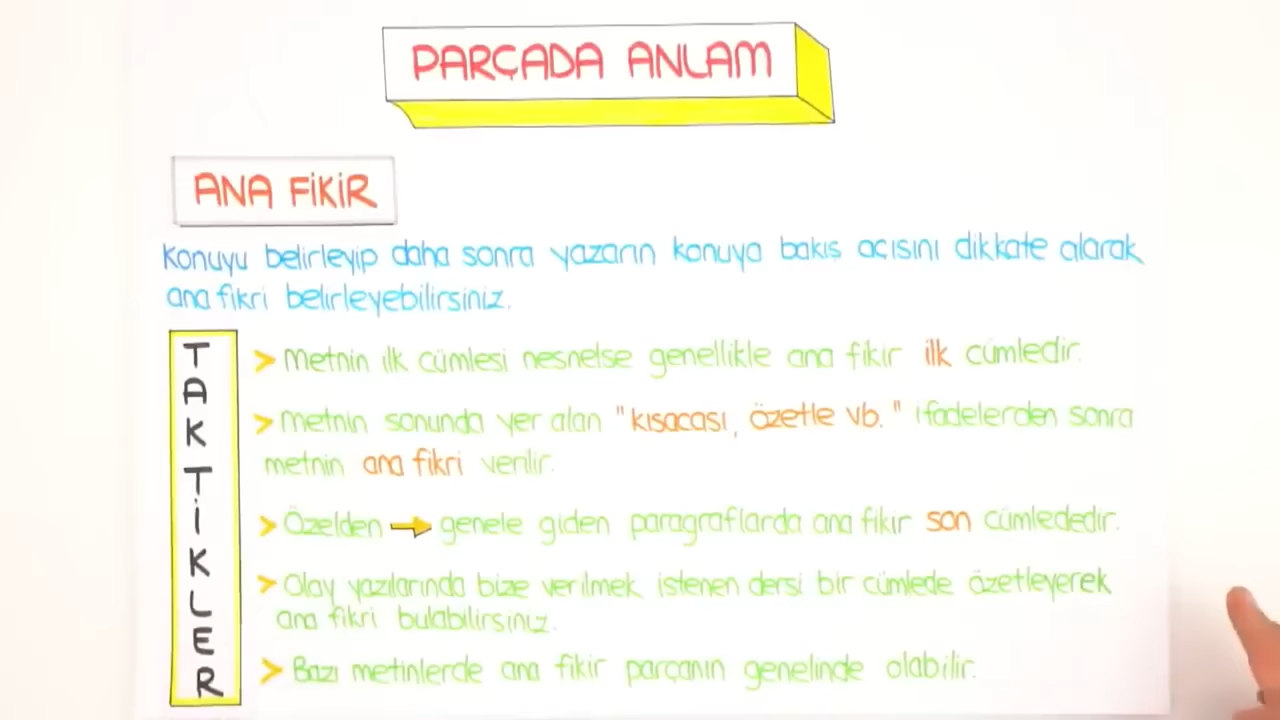 PARÇADA ANLAM
ANA FİKİR
Konuyu belirleyip daha sonra yazarın konuya bakış açısını dikkate alarak
ana fikri belirleyebilirsiniz.
TAKTİKLER
> Metnin ilk cümlesi nesnelse genellikle ana fikir ilk cümledir.
> Metnin sonunda yer alan "kısacası, özetle vb." ifadelerden sonra
metnin ana fikri verilir.
> Özelden → genele giden paragraflarda ana fikir son cümlededir.
> Olay yazılarında bize verilmek istenen dersi bir cümlede özetleyerek
ana fikri bulabilirsiniz.
> Bazı metinlerde ana fikir parçanın genelinde olabilir.